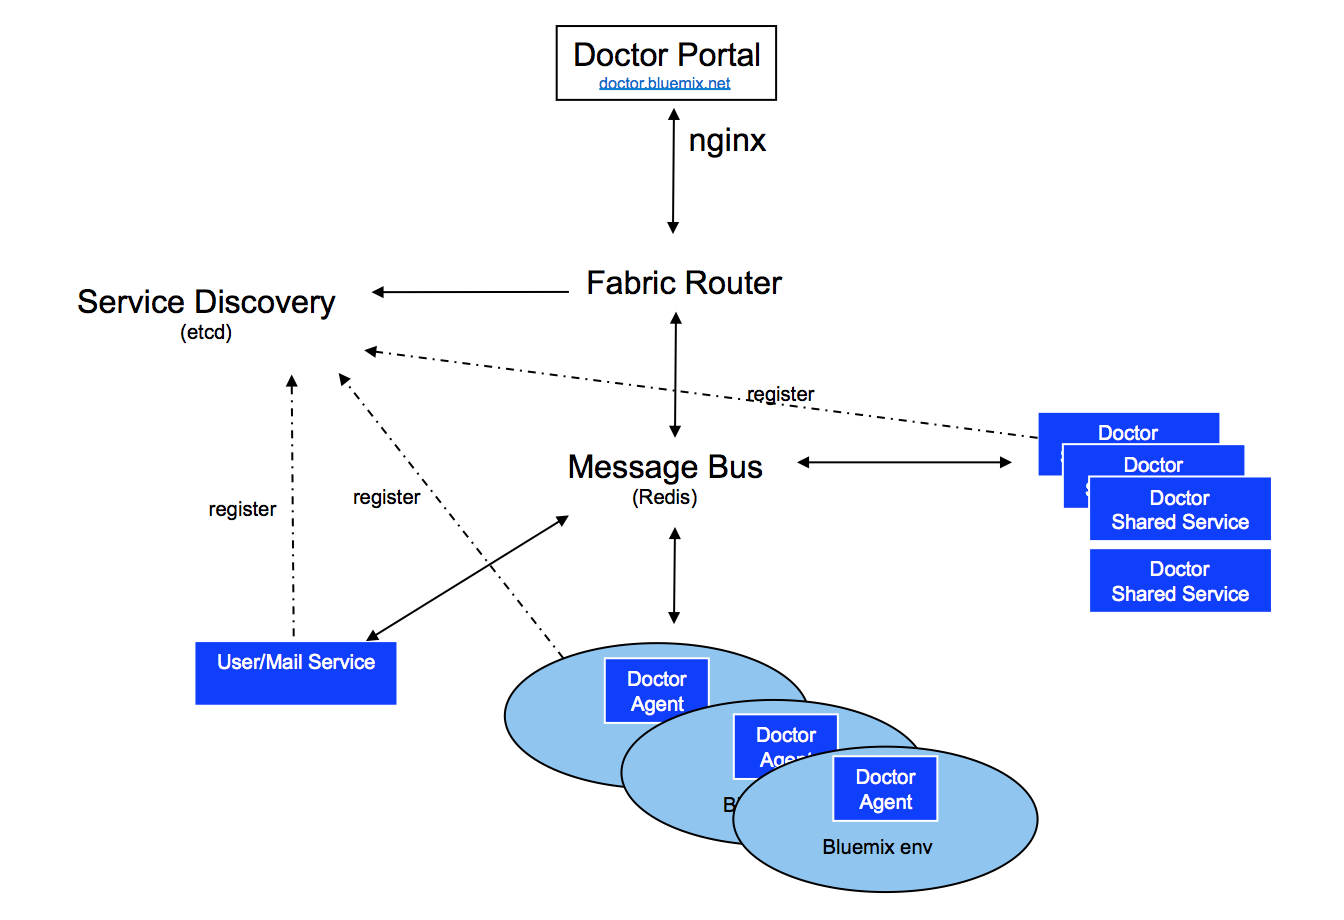 Doctor Portal
doctor.bluemix.net
nginx
Fabric Router
Service Discovery
(etcd)
register
Doctor
Doctor
Message Bus
(Redis)
Doctor
Shared Service
register
register
Doctor
Shared Service
User/Mail Service
Doctor
Agent
Doctor
Agent
Doctor
Agent
Bluemix env